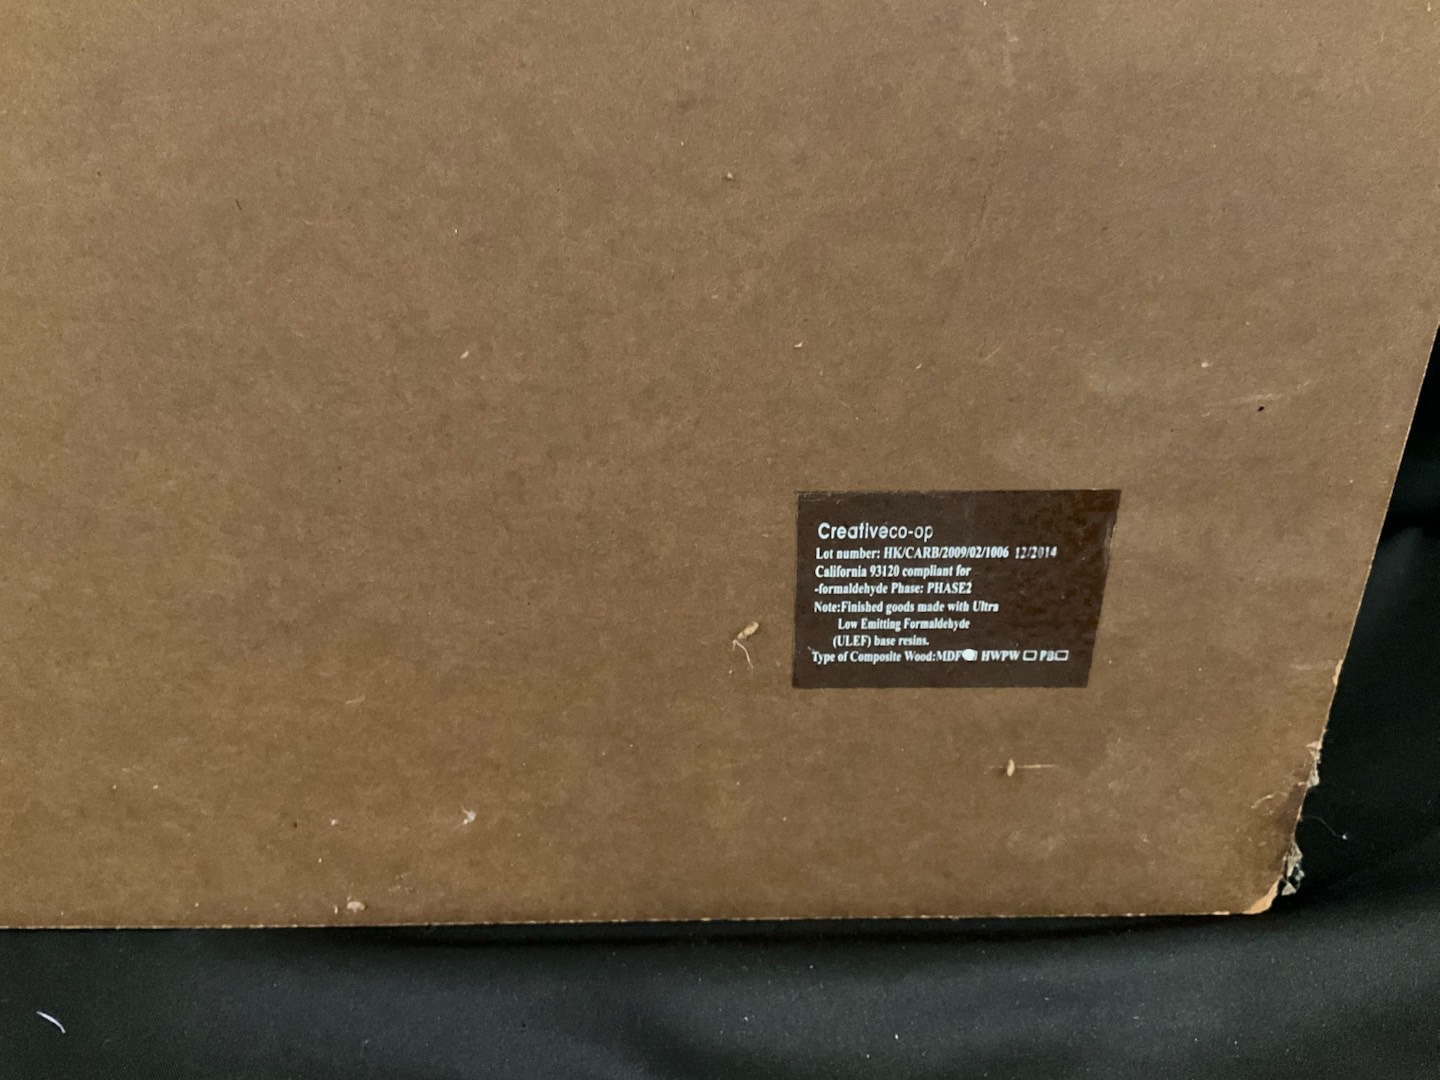 Creativeco-op
Lot number: HK/CARB/2009/02/1006 12/2014
California 93120 compliant for
-formaldehyde Phase: PHASE2
Note:Finished goods made with Ultra
Low Emitting Formaldehyde
(ULEF) base resins.
Type of Composite Wood:MDF HWPW PB